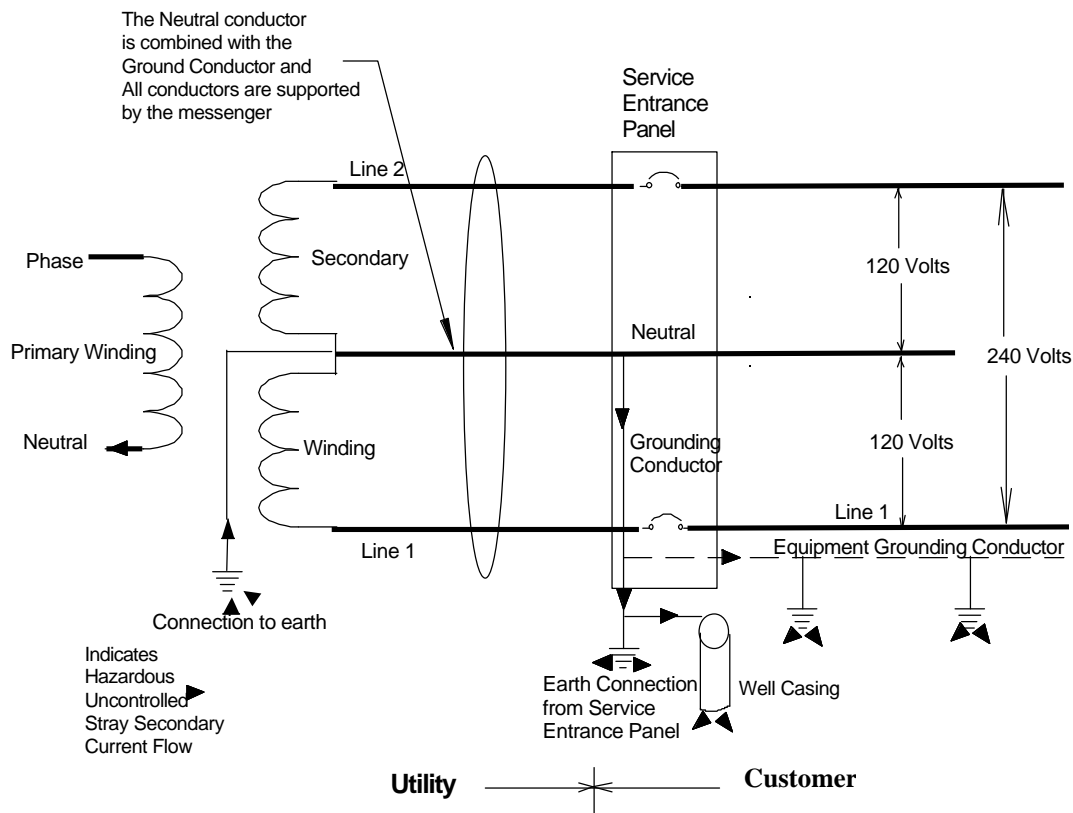 The Neutral conductor
is combined with the
Ground Conductor and
All conductors are supported
by the messenger
Service
Entrance
Panel
Line 2
Phase
Secondary
120 Volts
Neutral
Primary Winding
240 Volts
Neutral
Winding
Grounding
Conductor
120 Volts
Line 1
Line 1
Equipment Grounding Conductor
Connection to earth
Indicates
Hazardous
Uncontrolled
Stray Secondary
Current Flow
Earth Connection
from Service
Entrance Panel
Well Casing
Utility
Customer